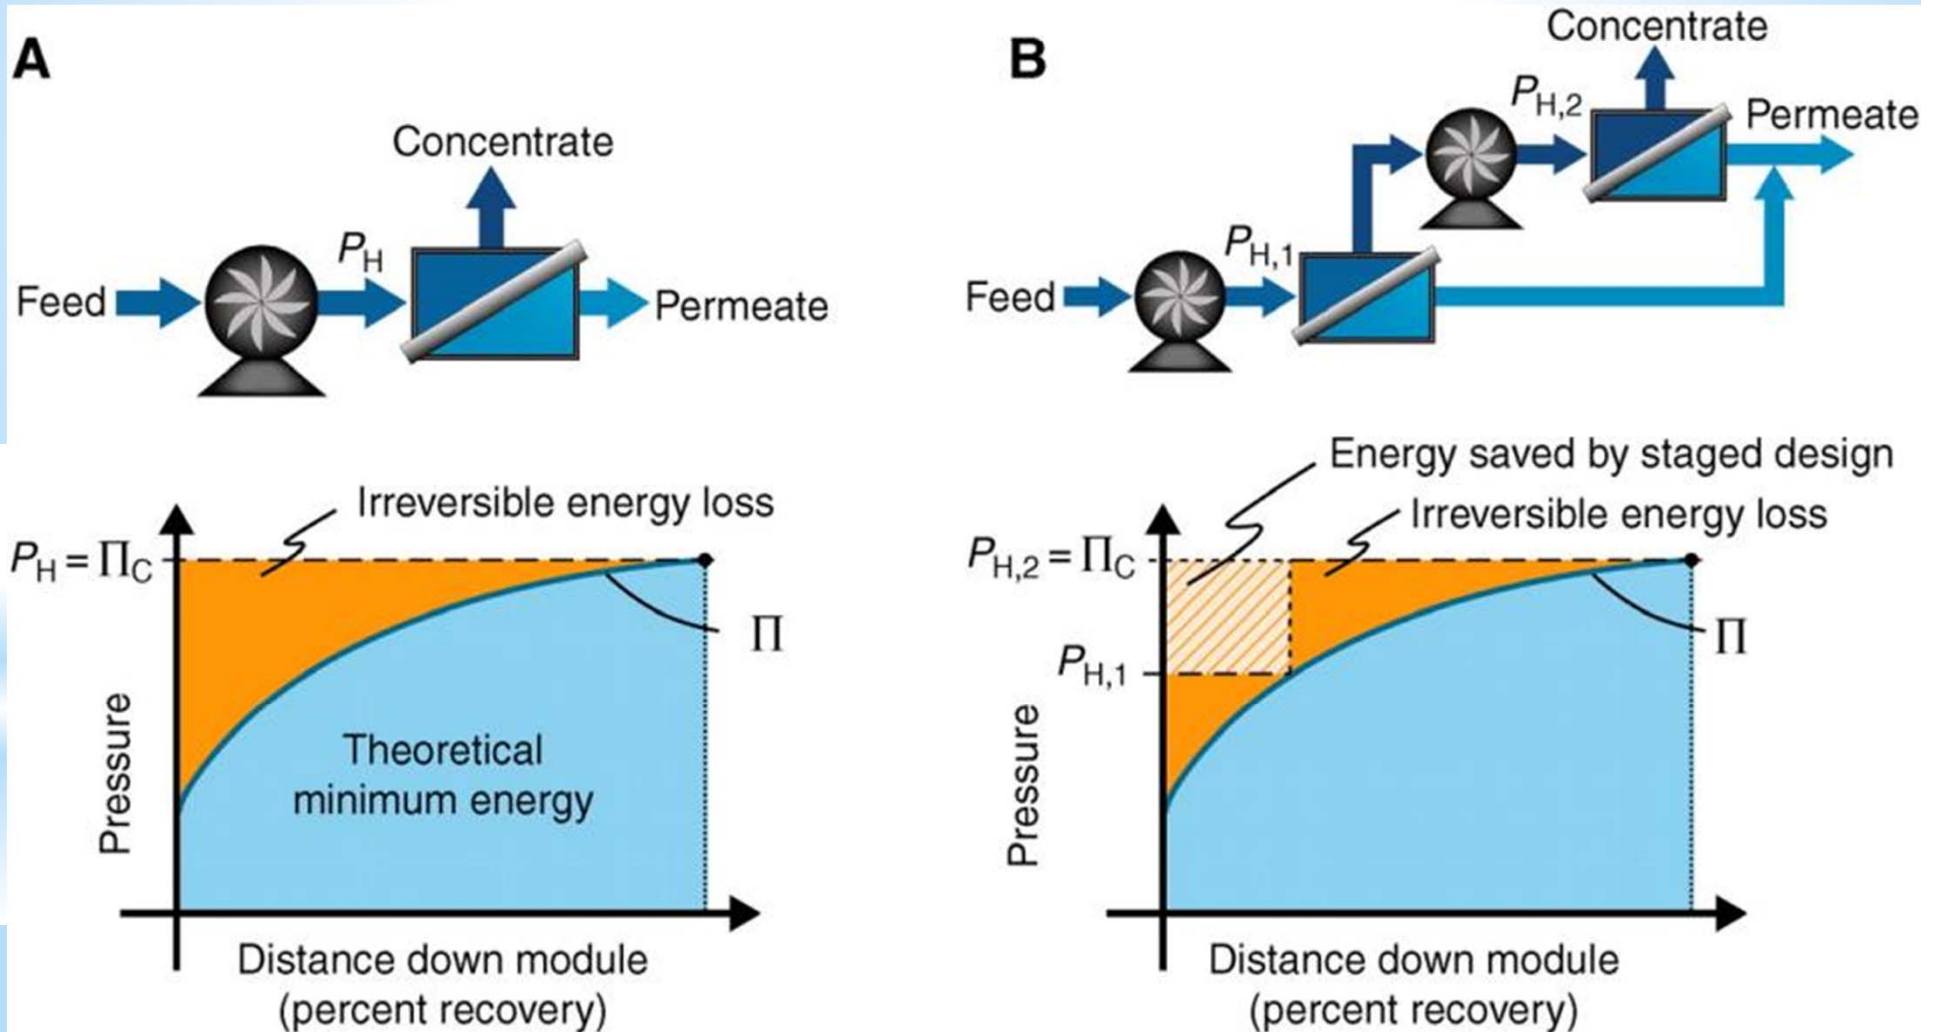 A
Concentrate
P_H
Feed
Permeate
Irreversible energy loss
P_H = Π_C
Π
Theoretical
minimum energy
Pressure
Distance down module
(percent recovery)
B
Concentrate
P_H,2
Permeate
P_H,1
Feed
Energy saved by staged design
Irreversible energy loss
P_H,2 = Π_C
Π
P_H,1
Pressure
Distance down module
(percent recovery)